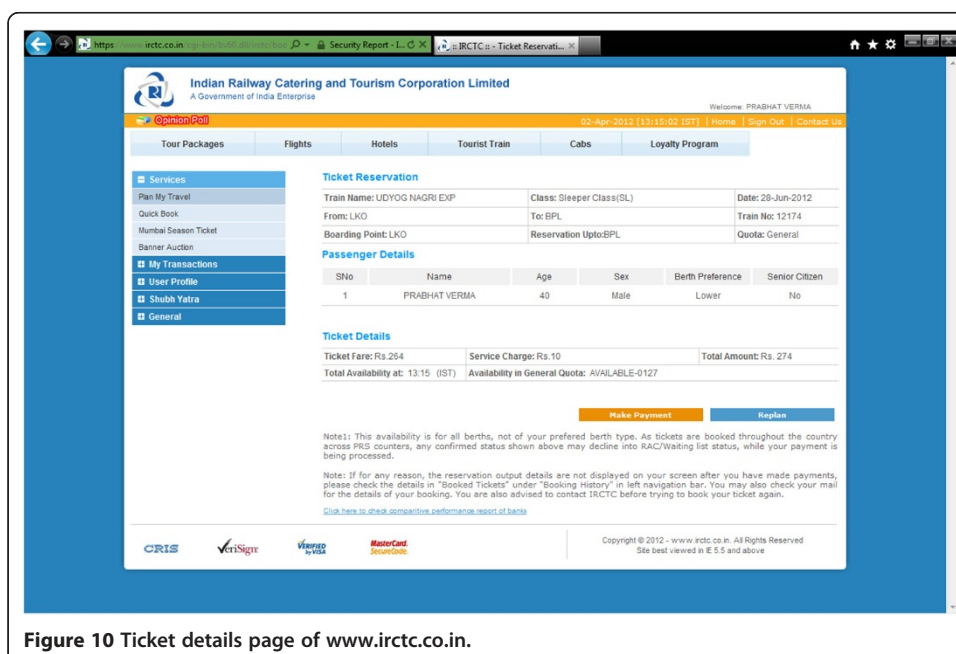 https://www.irctc.co.in/cgi-bin/bv60.dll/irctc/boo
Security Report - I...
:: IRCTC :: - Ticket Reservati...
Indian Railway Catering and Tourism Corporation Limited
A Government of India Enterprise
Welcome: PRABHAT VERMA
Opinion Poll
02-Apr-2012 [13:15:02 IST] | Home | Sign Out | Contact Us
Tour Packages Flights Hotels Tourist Train Cabs Loyalty Program
Services
Plan My Travel
Quick Book
Mumbai Season Ticket
Banner Auction
My Transactions
User Profile
Shubh Yatra
General
Ticket Reservation
Train Name: UDYOG NAGRI EXP Class: Sleeper Class(SL) Date: 28-Jun-2012
From: LKO To: BPL Train No: 12174
Boarding Point: LKO Reservation Upto:BPL Quota: General
Passenger Details
SNo Name Age Sex Berth Preference Senior Citizen
1 PRABHAT VERMA 40 Male Lower No
Ticket Details
Ticket Fare: Rs.264 Service Charge: Rs.10 Total Amount: Rs. 274
Total Availability at: 13:15 (IST) Availability in General Quota: AVAILABLE-0127
Make Payment Replan
Note1: This availability is for all berths, not of your prefered berth type. As tickets are booked throughout the country
across PRS counters, any confirmed status shown above may decline into RAC/Waiting list status, while your payment is
being processed.
Note: If for any reason, the reservation output details are not displayed on your screen after you have made payments,
please check the details in "Booked Tickets" under "Booking History" in left navigation bar. You may also check your mail
for the details of your booking. You are also advised to contact IRCTC before trying to book your ticket again.
Click here to check comparitive performance report of banks
CRIS VeriSign VERIFIED by VISA MasterCard. SecureCode.
Copyright © 2012 - www.irctc.co.in. All Rights Reserved
Site best viewed in IE 5.5 and above
Figure 10 Ticket details page of www.irctc.co.in.